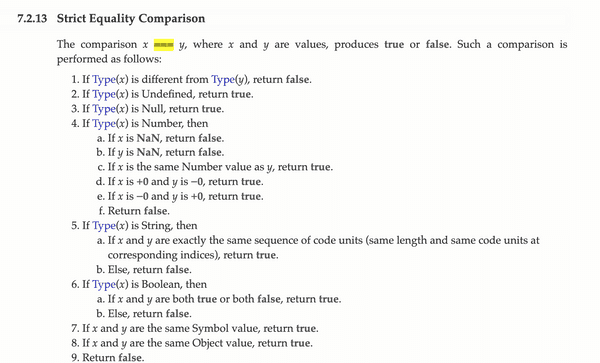 7.2.13 Strict Equality Comparison
The comparison x === y, where x and y are values, produces true or false. Such a comparison is
performed as follows:
1. If Type(x) is different from Type(y), return false.
2. If Type(x) is Undefined, return true.
3. If Type(x) is Null, return true.
4. If Type(x) is Number, then
a. If x is NaN, return false.
b. If y is NaN, return false.
c. If x is the same Number value as y, return true.
d. If x is +0 and y is −0, return true.
e. If x is −0 and y is +0, return true.
f. Return false.
5. If Type(x) is String, then
a. If x and y are exactly the same sequence of code units (same length and same code units at
corresponding indices), return true.
b. Else, return false.
6. If Type(x) is Boolean, then
a. If x and y are both true or both false, return true.
b. Else, return false.
7. If x and y are the same Symbol value, return true.
8. If x and y are the same Object value, return true.
9. Return false.